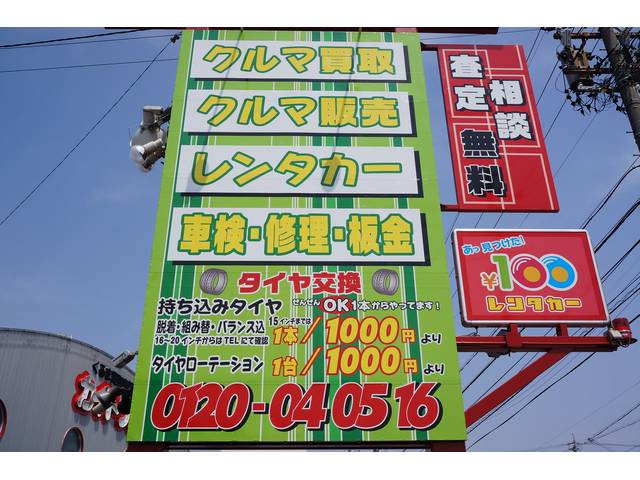 クルマ買取
クルマ販売
レンタカー
車検・修理・板金
タイヤ交換
持ち込みタイヤ ぜんぜんOK1本からやってます!
脱着・組み替・バランス込 15インチまでは 1本/1000円より
16~20インチからはTELにて確認
タイヤローテーション 1台/1000円より
0120-040516
査定 相談
無料
あっ見つけた!
¥100
レンタカー